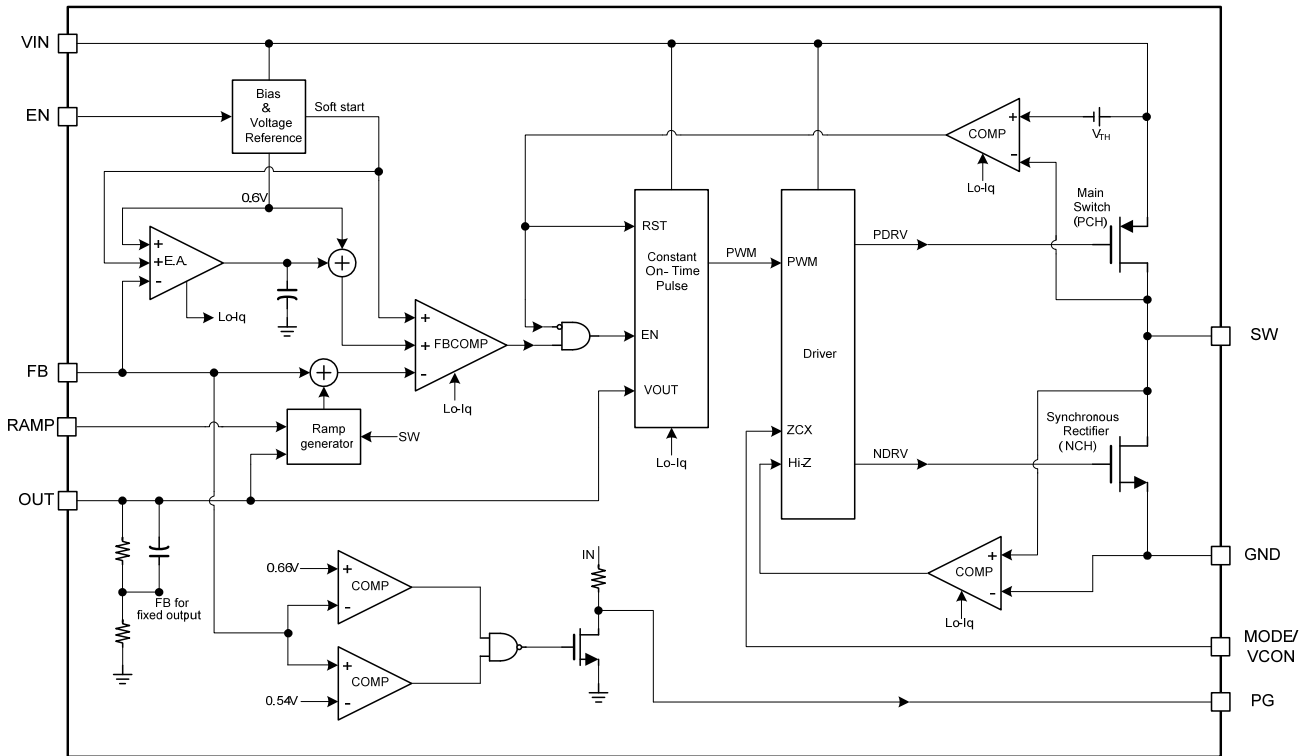 VIN
EN
Bias
&
Voltage
Reference
Soft start
0.6V
+
+
-
E.A.
Lo-Iq
+
FB
+
RAMP
Ramp
generator
SW
OUT
+
+
-
FBCOMP
Lo-Iq
RST
Constant
On-Time
Pulse
EN
VOUT
Lo-Iq
PWM
PWM
Driver
ZCX
Hi-Z
COMP
+
-
Lo-Iq
VTH
Main
Switch
(PCH)
PDRV
SW
Synchronous
Rectifier
(NCH)
NDRV
COMP
+
-
Lo-Iq
GND
MODE/
VCON
PG
FB for
fixed output
0.66V
+
-
COMP
+
-
COMP
0.54V
IN